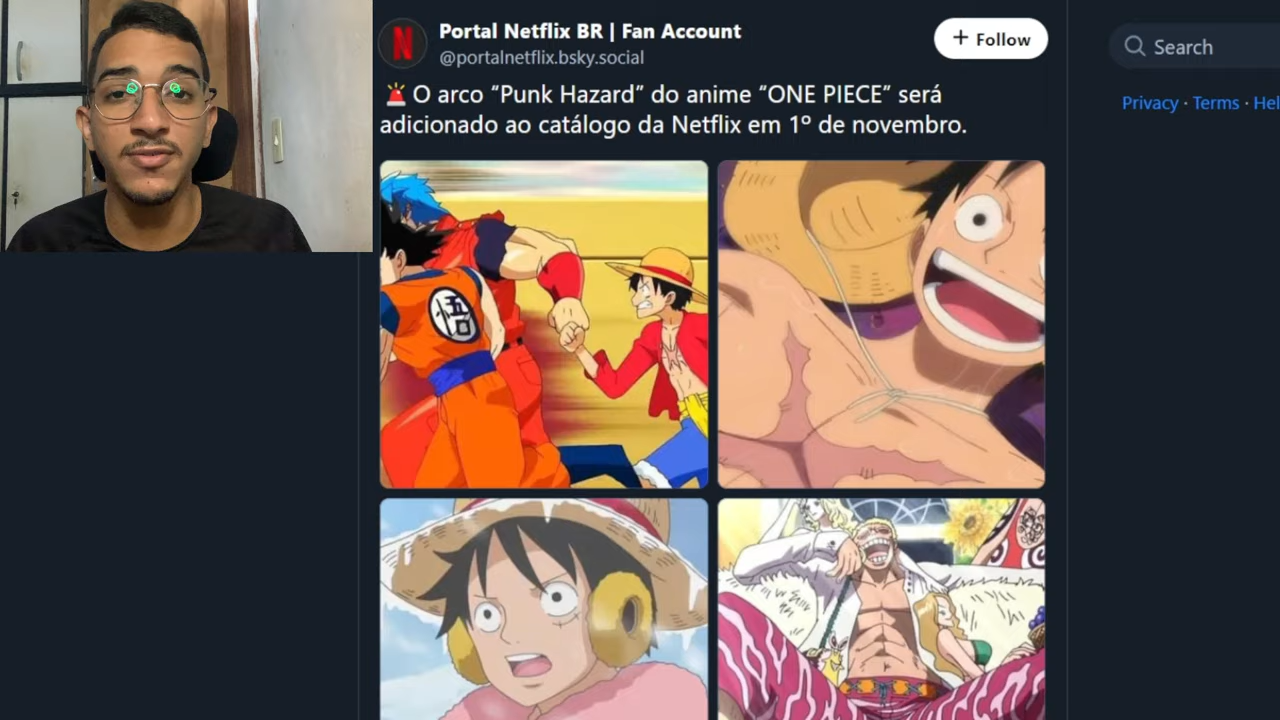 Portal Netflix BR | Fan Account
@portalnetflix.bsky.social
+ Follow
🚨 O arco “Punk Hazard” do anime “ONE PIECE” será
adicionado ao catálogo da Netflix em 1º de novembro.
悟
Search
Privacy · Terms · Hel